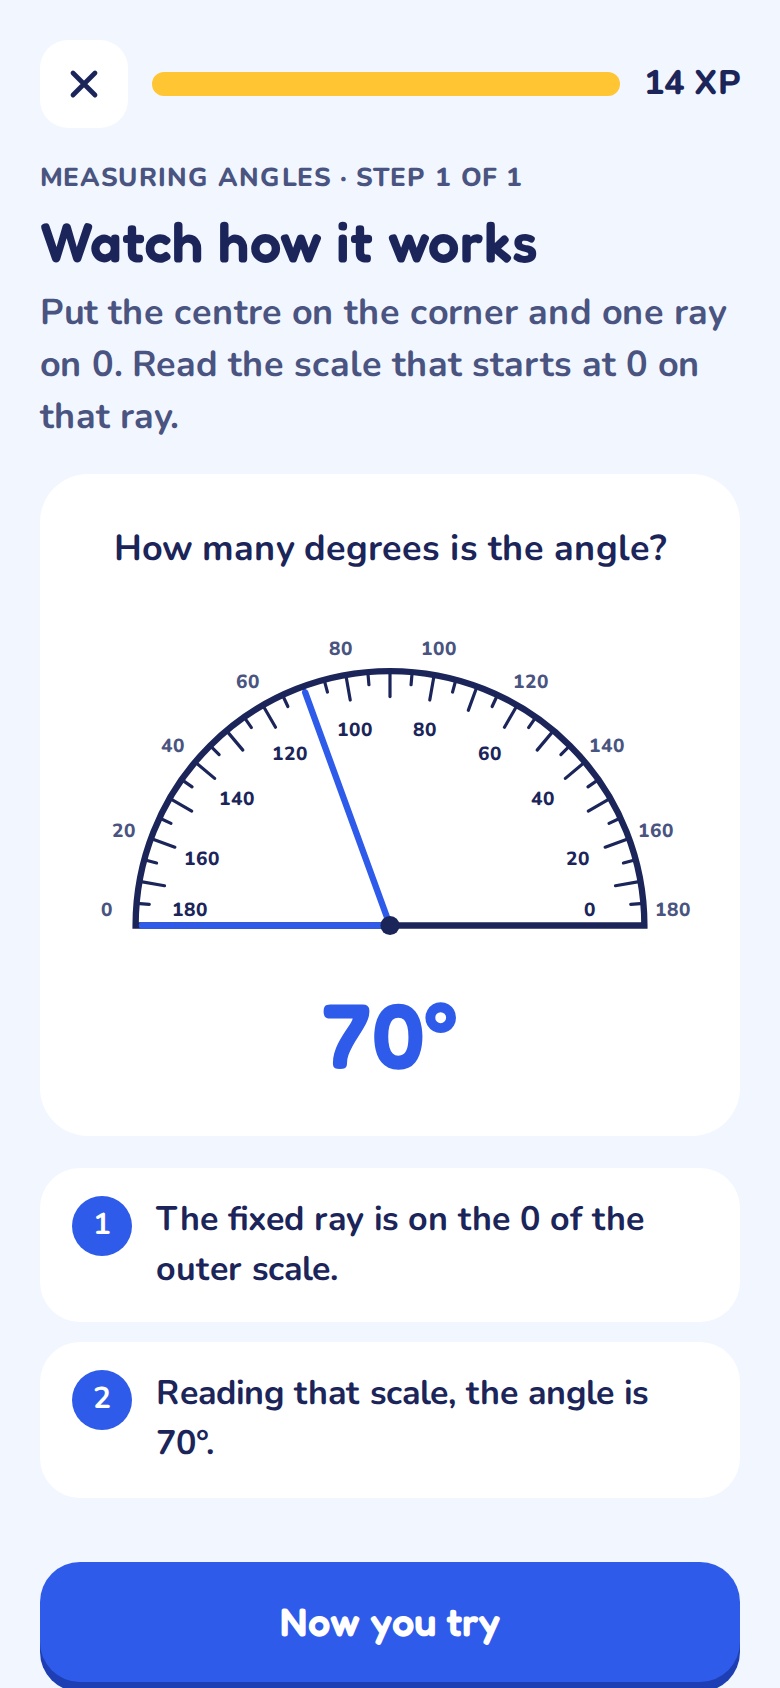 14 XP
MEASURING ANGLES · STEP 1 OF 1
Watch how it works
Put the centre on the corner and one ray
on 0. Read the scale that starts at 0 on
that ray.
How many degrees is the angle?
80 100
60 120
100 80
40 120 60 140
140 40
20 160
160 20
0 180 0 180
70°
1 The fixed ray is on the 0 of the
outer scale.
2 Reading that scale, the angle is
70°.
Now you try